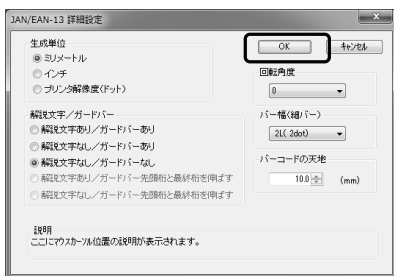 JAN/EAN-13 詳細設定
生成単位
ミリメートル
インチ
プリンタ解像度(ドット)
OK
キャンセル
回転角度
0
解説文字/ガードバー
解説文字あり/ガードバーあり
解説文字なし/ガードバーあり
解説文字なし/ガードバーなし
解説文字なし/ガードバー先頭桁と最終桁を伸ばす
解説文字なし/ガードバー先頭桁と最終桁を伸ばす
バー幅(細バー)
2L( 2dot)
バーコードの天地
10.0 (mm)
説明
ここにマウスカーソル位置の説明が表示されます。